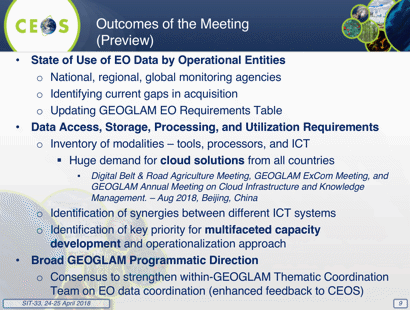 CEOS
Outcomes of the Meeting
(Preview)
• State of Use of EO Data by Operational Entities
o National, regional, global monitoring agencies
o Identifying current gaps in acquisition
o Updating GEOGLAM EO Requirements Table
• Data Access, Storage, Processing, and Utilization Requirements
o Inventory of modalities – tools, processors, and ICT
▪ Huge demand for cloud solutions from all countries
• Digital Belt & Road Agriculture Meeting, GEOGLAM ExCom Meeting, and
GEOGLAM Annual Meeting on Cloud Infrastructure and Knowledge
Management. – Aug 2018, Beijing, China
o Identification of synergies between different ICT systems
o Identification of key priority for multifaceted capacity
development and operationalization approach
• Broad GEOGLAM Programmatic Direction
o Consensus to strengthen within-GEOGLAM Thematic Coordination
Team on EO data coordination (enhanced feedback to CEOS)
SIT-33, 24-25 April 2018
9